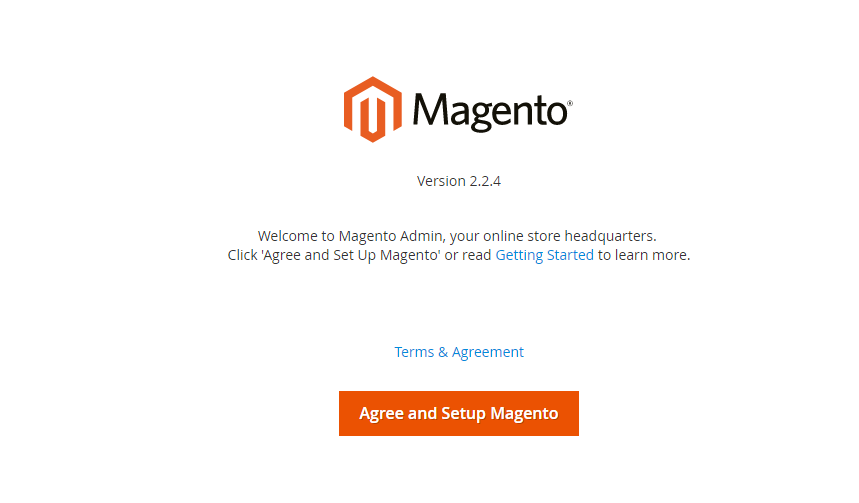 Magento®
Version 2.2.4
Welcome to Magento Admin, your online store headquarters.
Click 'Agree and Set Up Magento' or read Getting Started to learn more.
Terms & Agreement
Agree and Setup Magento